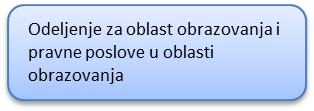 Odeljenje za oblast obrazovanja i
pravne poslove u oblasti
obrazovanja